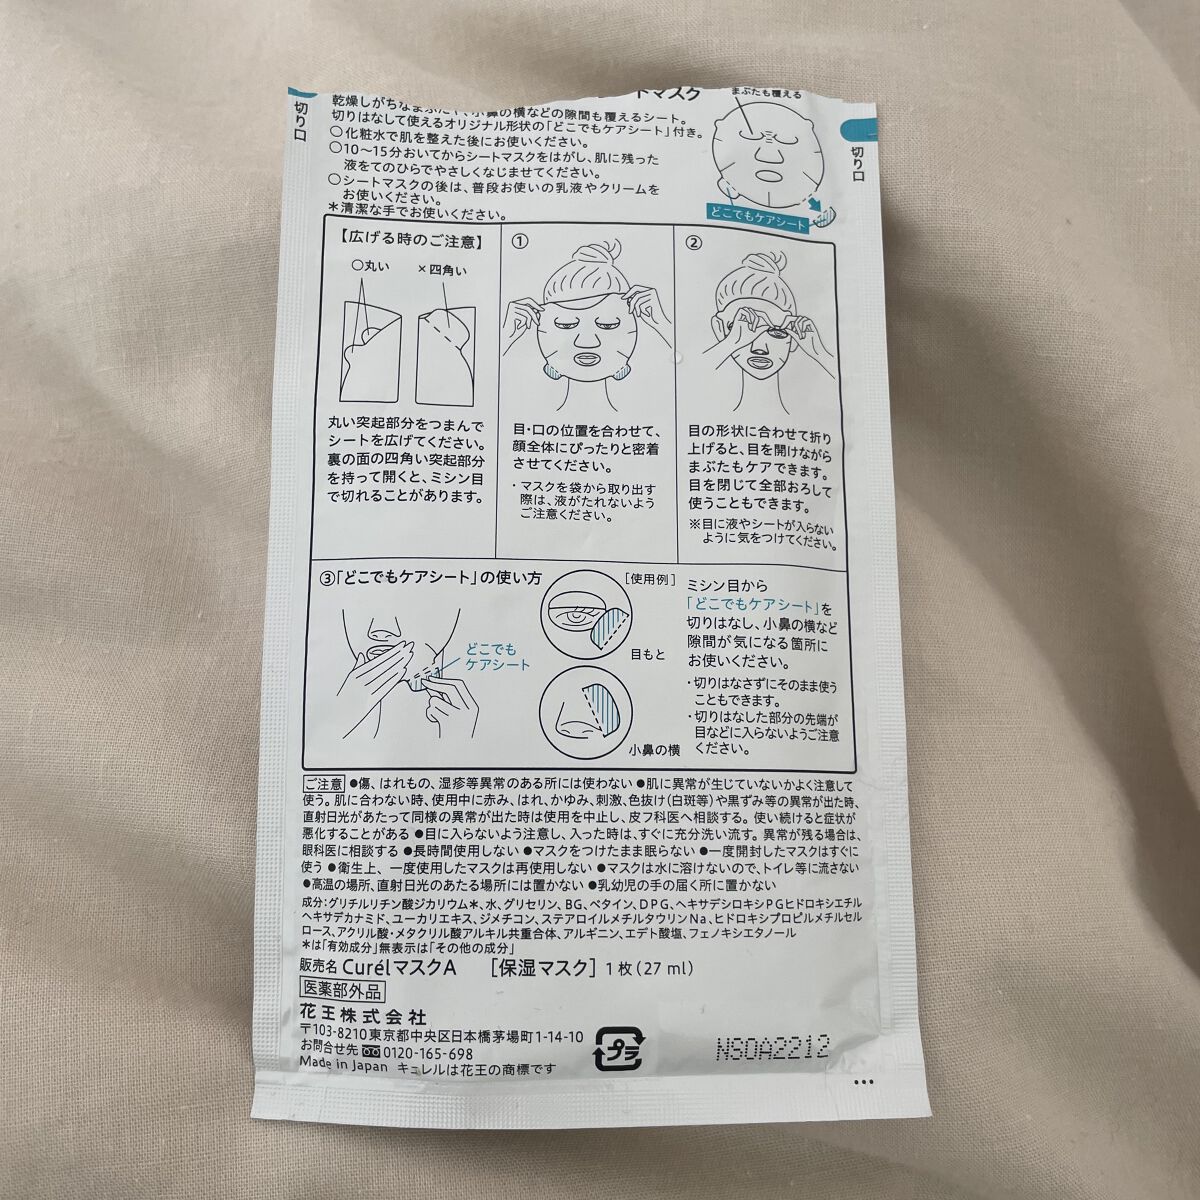 トマスク
まぶたも覆える
乾燥しがちなまぶたや、小鼻の横などの隙間も覆えるシート。
切りはなして使えるオリジナル形状の「どこでもケアシート」付き。
○化粧水で肌を整えた後にお使いください。
○10〜15分おいてからシートマスクをはがし、肌に残った
液をてのひらでやさしくなじませてください。
○シートマスクの後は、普段お使いの乳液やクリームを
お使いください。
＊清潔な手でお使いください。
切り口
切り口
どこでもケアシート
【広げる時のご注意】
○丸い ×四角い
丸い突起部分をつまんで
シートを広げてください。
裏の面の四角い突起部分
を持って開くと、ミシン目
で切れることがあります。
①
目・口の位置を合わせて、
顔全体にぴったりと密着
させてください。
・マスクを袋から取り出す
際は、液がたれないよう
ご注意ください。
②
目の形状に合わせて折り
上げると、目を開けながら
まぶたもケアできます。
目を閉じて全部おろして
使うこともできます。
※目に液やシートが入らない
ように気をつけてください。
③「どこでもケアシート」の使い方
どこでも
ケアシート
［使用例］
目もと
小鼻の横
ミシン目から
「どこでもケアシート」を
切りはなし、小鼻の横など
隙間が気になる箇所に
お使いください。
・切りはなさずにそのまま使う
こともできます。
・切りはなした部分の先端が
目などに入らないようご注意
ください。
ご注意 ●傷、はれもの、湿疹等異常のある所には使わない ●肌に異常が生じていないかよく注意して
使う。肌に合わない時、使用中に赤み、はれ、かゆみ、刺激、色抜け(白斑等)や黒ずみ等の異常が出た時、
直射日光があたって同様の異常が出た時は使用を中止し、皮フ科医へ相談する。使い続けると症状が
悪化することがある ●目に入らないよう注意し、入った時は、すぐに充分洗い流す。異常が残る場合は、
眼科医に相談する ●長時間使用しない ●マスクをつけたまま眠らない ●一度開封したマスクはすぐに
使う ●衛生上、一度使用したマスクは再使用しない ●マスクは水に溶けないので、トイレ等に流さない
●高温の場所、直射日光のあたる場所には置かない ●乳幼児の手の届く所に置かない
成分:グリチルリチン酸ジカリウム＊、水、グリセリン、BG、ベタイン、DPG、ヘキサデシロキシPGヒドロキシエチル
ヘキサデカナミド、ユーカリエキス、ジメチコン、ステアロイルメチルタウリンNa、ヒドロキシプロピルメチルセル
ロース、アクリル酸・メタクリル酸アルキル共重合体、アルギニン、エデト酸塩、フェノキシエタノール
＊は「有効成分」無表示は「その他の成分」
販売名 CurélマスクA ［保湿マスク］ 1枚(27 ml)
医薬部外品
花王株式会社
〒103-8210 東京都中央区日本橋茅場町1-14-10
お問合せ先 0120-165-698
Made in Japan キュレルは花王の商標です
プラ
NSOA2212